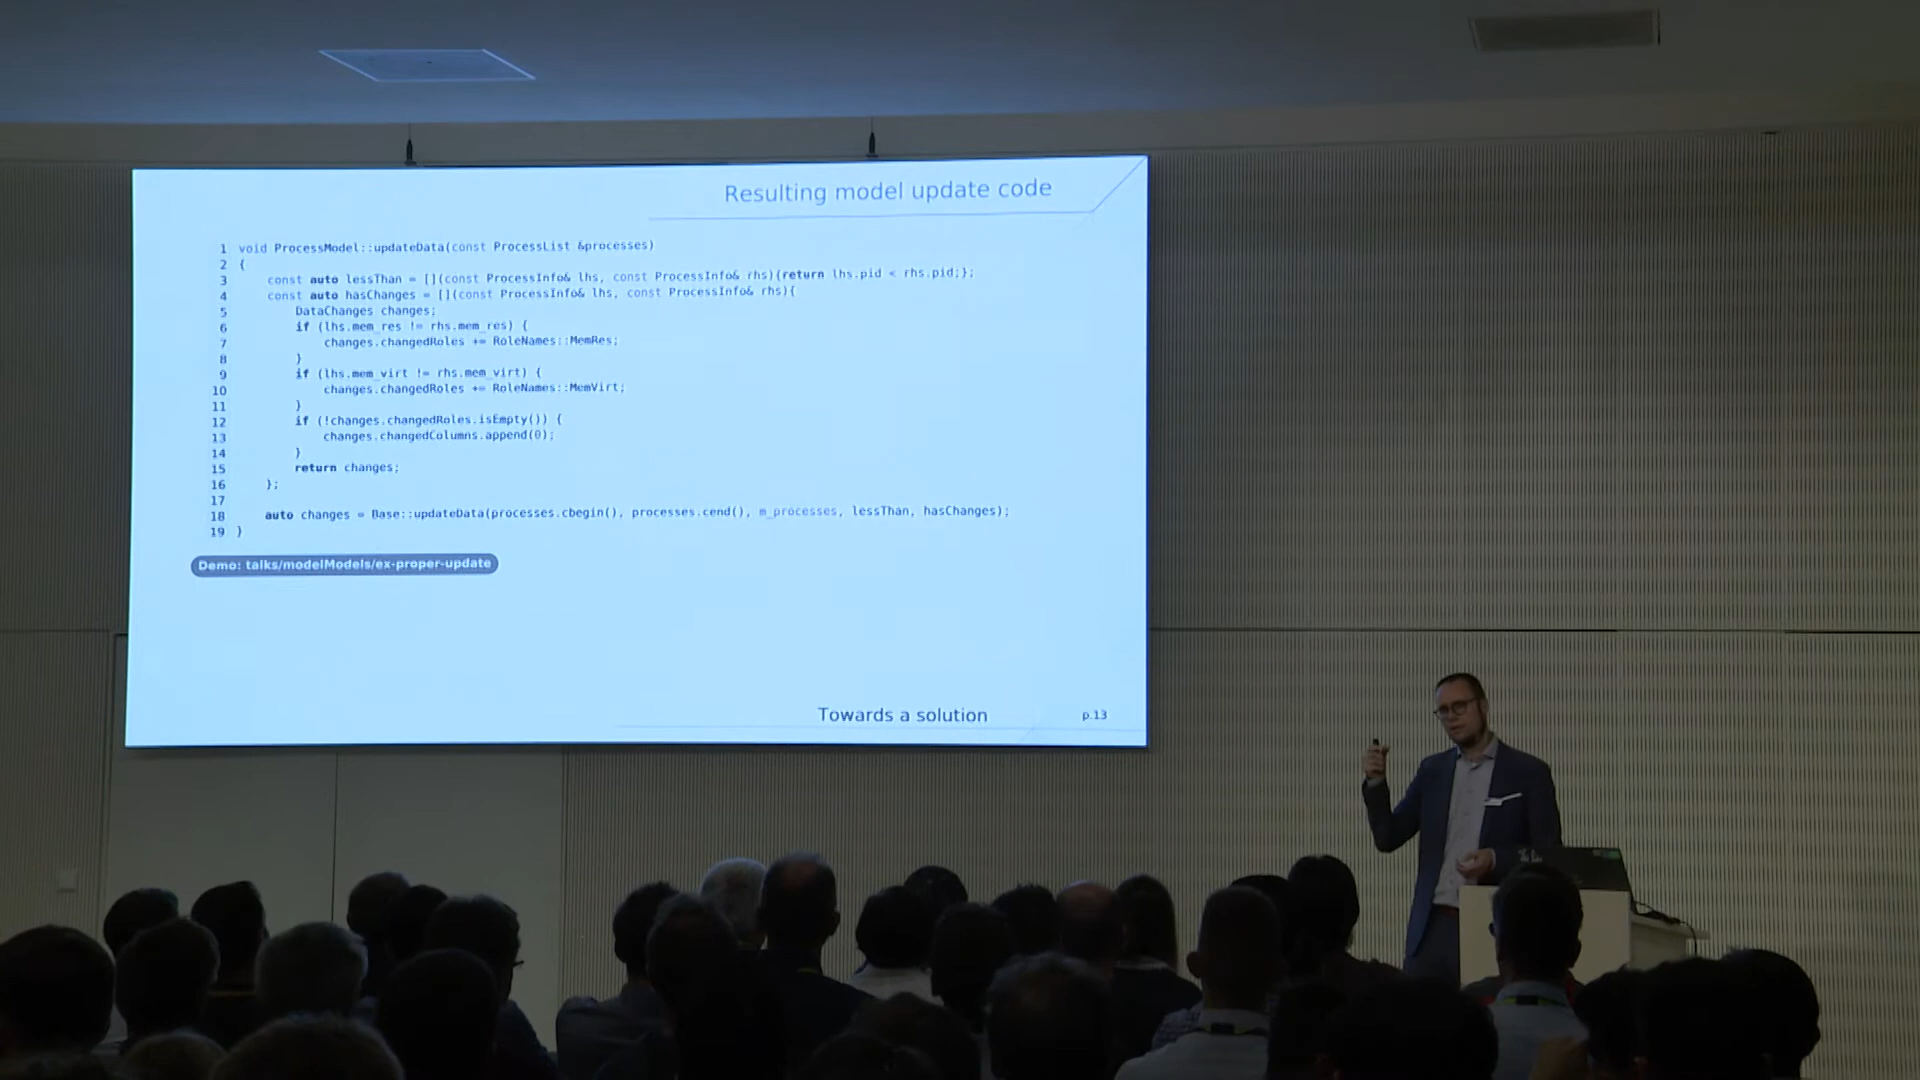 Resulting model update code
1 void ProcessModel::updateData(const ProcessList &processes)
2 {
3 const auto lessThan = [](const ProcessInfo& lhs, const ProcessInfo& rhs){return lhs.pid < rhs.pid;};
4 const auto hasChanges = [](const ProcessInfo& lhs, const ProcessInfo& rhs){
5 DataChanges changes;
6 if (lhs.mem_res != rhs.mem_res) {
7 changes.changedRoles += RoleNames::MemRes;
8 }
9 if (lhs.mem_virt != rhs.mem_virt) {
10 changes.changedRoles += RoleNames::MemVirt;
11 }
12 if (!changes.changedRoles.isEmpty()) {
13 changes.changedColumns.append(0);
14 }
15 return changes;
16 };
17
18 auto changes = Base::updateData(processes.cbegin(), processes.cend(), m_processes, lessThan, hasChanges);
19 }
Demo: talks/modelModels/ex-proper-update
Towards a solution p.13